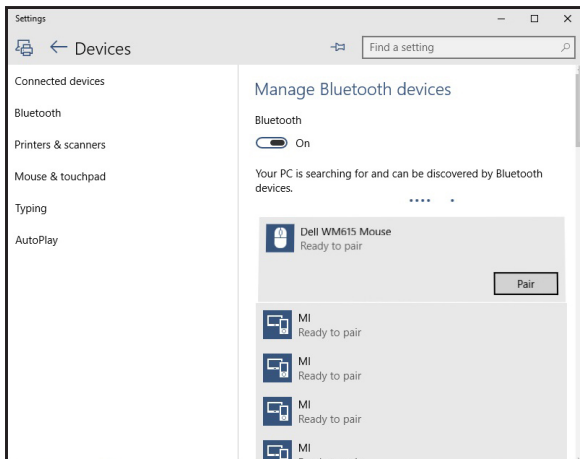 Settings
Devices
Find a setting
Connected devices
Bluetooth
Printers & scanners
Mouse & touchpad
Typing
AutoPlay
Manage Bluetooth devices
Bluetooth
On
Your PC is searching for and can be discovered by Bluetooth
devices.
Dell WM615 Mouse
Ready to pair
Pair
MI
Ready to pair
MI
Ready to pair
MI
Ready to pair
MI